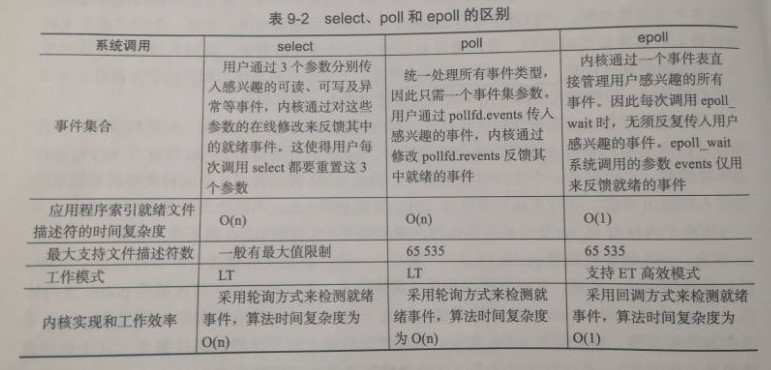 表 9-2 select、poll 和 epoll 的区别
系统调用 select poll epoll
事件集合
用户通过 3 个参数分别传
入感兴趣的可读、可写及异
常等事件，内核通过对这些
参数的在线修改来反馈其中
的就绪事件。这使得用户每
次调用 select 都要重置这 3
个参数
统一处理所有事件类型，
因此只需一个事件集参数。
用户通过 pollfd.events 传入
感兴趣的事件，内核通过
修改 pollfd.revents 反馈其
中就绪的事件
内核通过一个事件表直
接管理用户感兴趣的所有
事件。因此每次调用 epoll_
wait 时，无须反复传入用户
感兴趣的事件。epoll_wait
系统调用的参数 events 仅用
来反馈就绪的事件
应用程序索引就绪文件
描述符的时间复杂度
O(n) O(n) O(1)
最大支持文件描述符数 一般有最大值限制 65 535 65 535
工作模式 LT LT 支持 ET 高效模式
内核实现和工作效率
采用轮询方式来检测就绪
事件，算法时间复杂度为
O(n)
采用轮询方式来检测就
绪事件，算法时间复杂度
为 O(n)
采用回调方式来检测就绪
事件，算法时间复杂度为
O(1)